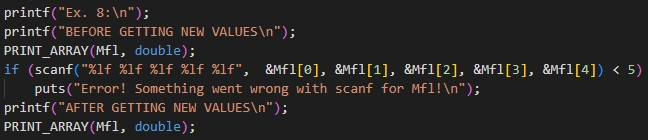 printf("Ex. 8:\n");
printf("BEFORE GETTING NEW VALUES\n");
PRINT_ARRAY(Mfl, double);
if (scanf("%lf %lf %lf %lf %lf",  &Mfl[0], &Mfl[1], &Mfl[2], &Mfl[3], &Mfl[4]) < 5)
    puts("Error! Something went wrong with scanf for Mfl!\n");
printf("AFTER GETTING NEW VALUES\n");
PRINT_ARRAY(Mfl, double);